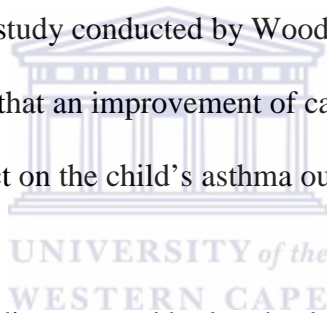 study conducted by Wood
that an improvement of ca
ct on the child's asthma ou
UNIVERSITY of the
WESTERN CAPE